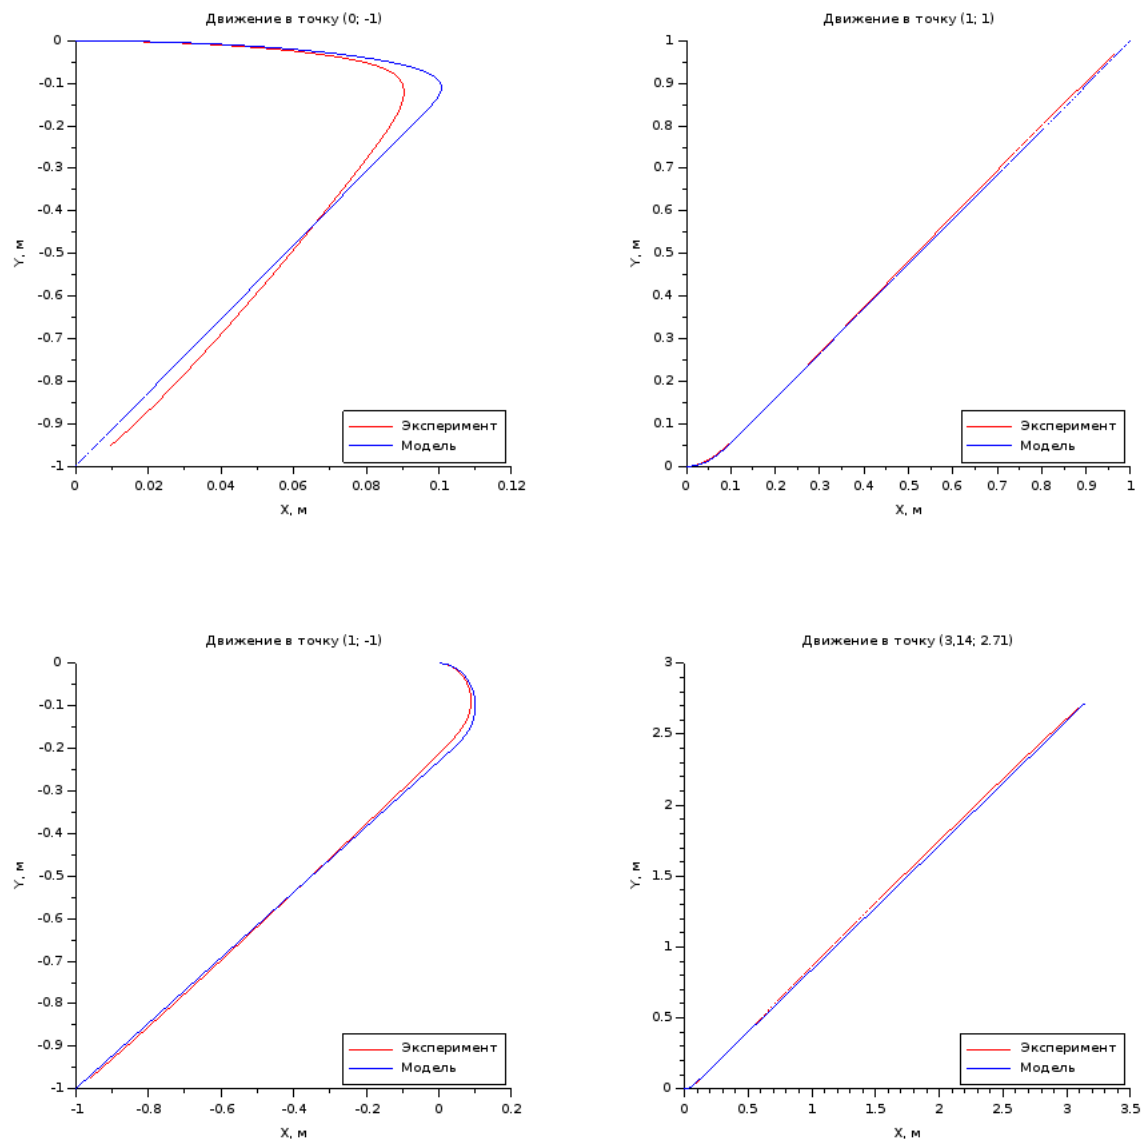 Движение в точку (0; -1)
0
-0.1
-0.2
-0.3
-0.4
-0.5
-0.6
-0.7
-0.8
-0.9
-1
Y, м
Эксперимент
Модель
0 0.02 0.04 0.06 0.08 0.1 0.12
X, м
Движение в точку (1; 1)
1
0.9
0.8
0.7
0.6
0.5
0.4
0.3
0.2
0.1
0
Y, м
Эксперимент
Модель
0 0.1 0.2 0.3 0.4 0.5 0.6 0.7 0.8 0.9 1
X, м
Движение в точку (1; -1)
0
-0.1
-0.2
-0.3
-0.4
-0.5
-0.6
-0.7
-0.8
-0.9
-1
Y, м
Эксперимент
Модель
-1 -0.8 -0.6 -0.4 -0.2 0 0.2
X, м
Движение в точку (3,14; 2.71)
3
2.5
2
1.5
1
0.5
0
Y, м
Эксперимент
Модель
0 0.5 1 1.5 2 2.5 3 3.5
X, м